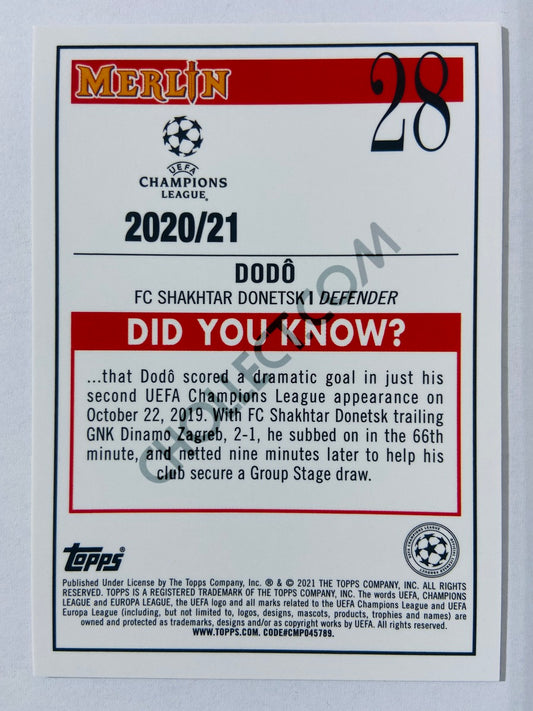 MERLIN
28
UEFA
CHAMPIONS
LEAGUE®
2020/21
DODÔ
FC SHAKHTAR DONETSK | DEFENDER
DID YOU KNOW?
...that Dodô scored a dramatic goal in just his
second UEFA Champions League appearance on
October 22, 2019. With FC Shakhtar Donetsk trailing
GNK Dinamo Zagreb, 2-1, he subbed on in the 66th
minute, and netted nine minutes later to help his
club secure a Group Stage draw.
CHOLLECT.COM
topps®
Published Under License by The Topps Company, Inc. ® & © 2021 THE TOPPS COMPANY, INC. ALL RIGHTS
RESERVED. TOPPS IS A REGISTERED TRADEMARK OF THE TOPPS COMPANY, INC. The words UEFA, CHAMPIONS
LEAGUE and EUROPA LEAGUE, the UEFA logo and all marks related to the UEFA Champions League and UEFA
Europa League (including, but not limited to, logos, designs, mascots, products, trophies and names) are
owned and protected as trademarks, designs and/or copyright works by UEFA. All rights reserved.
WWW.TOPPS.COM. CODE#CMP045789.